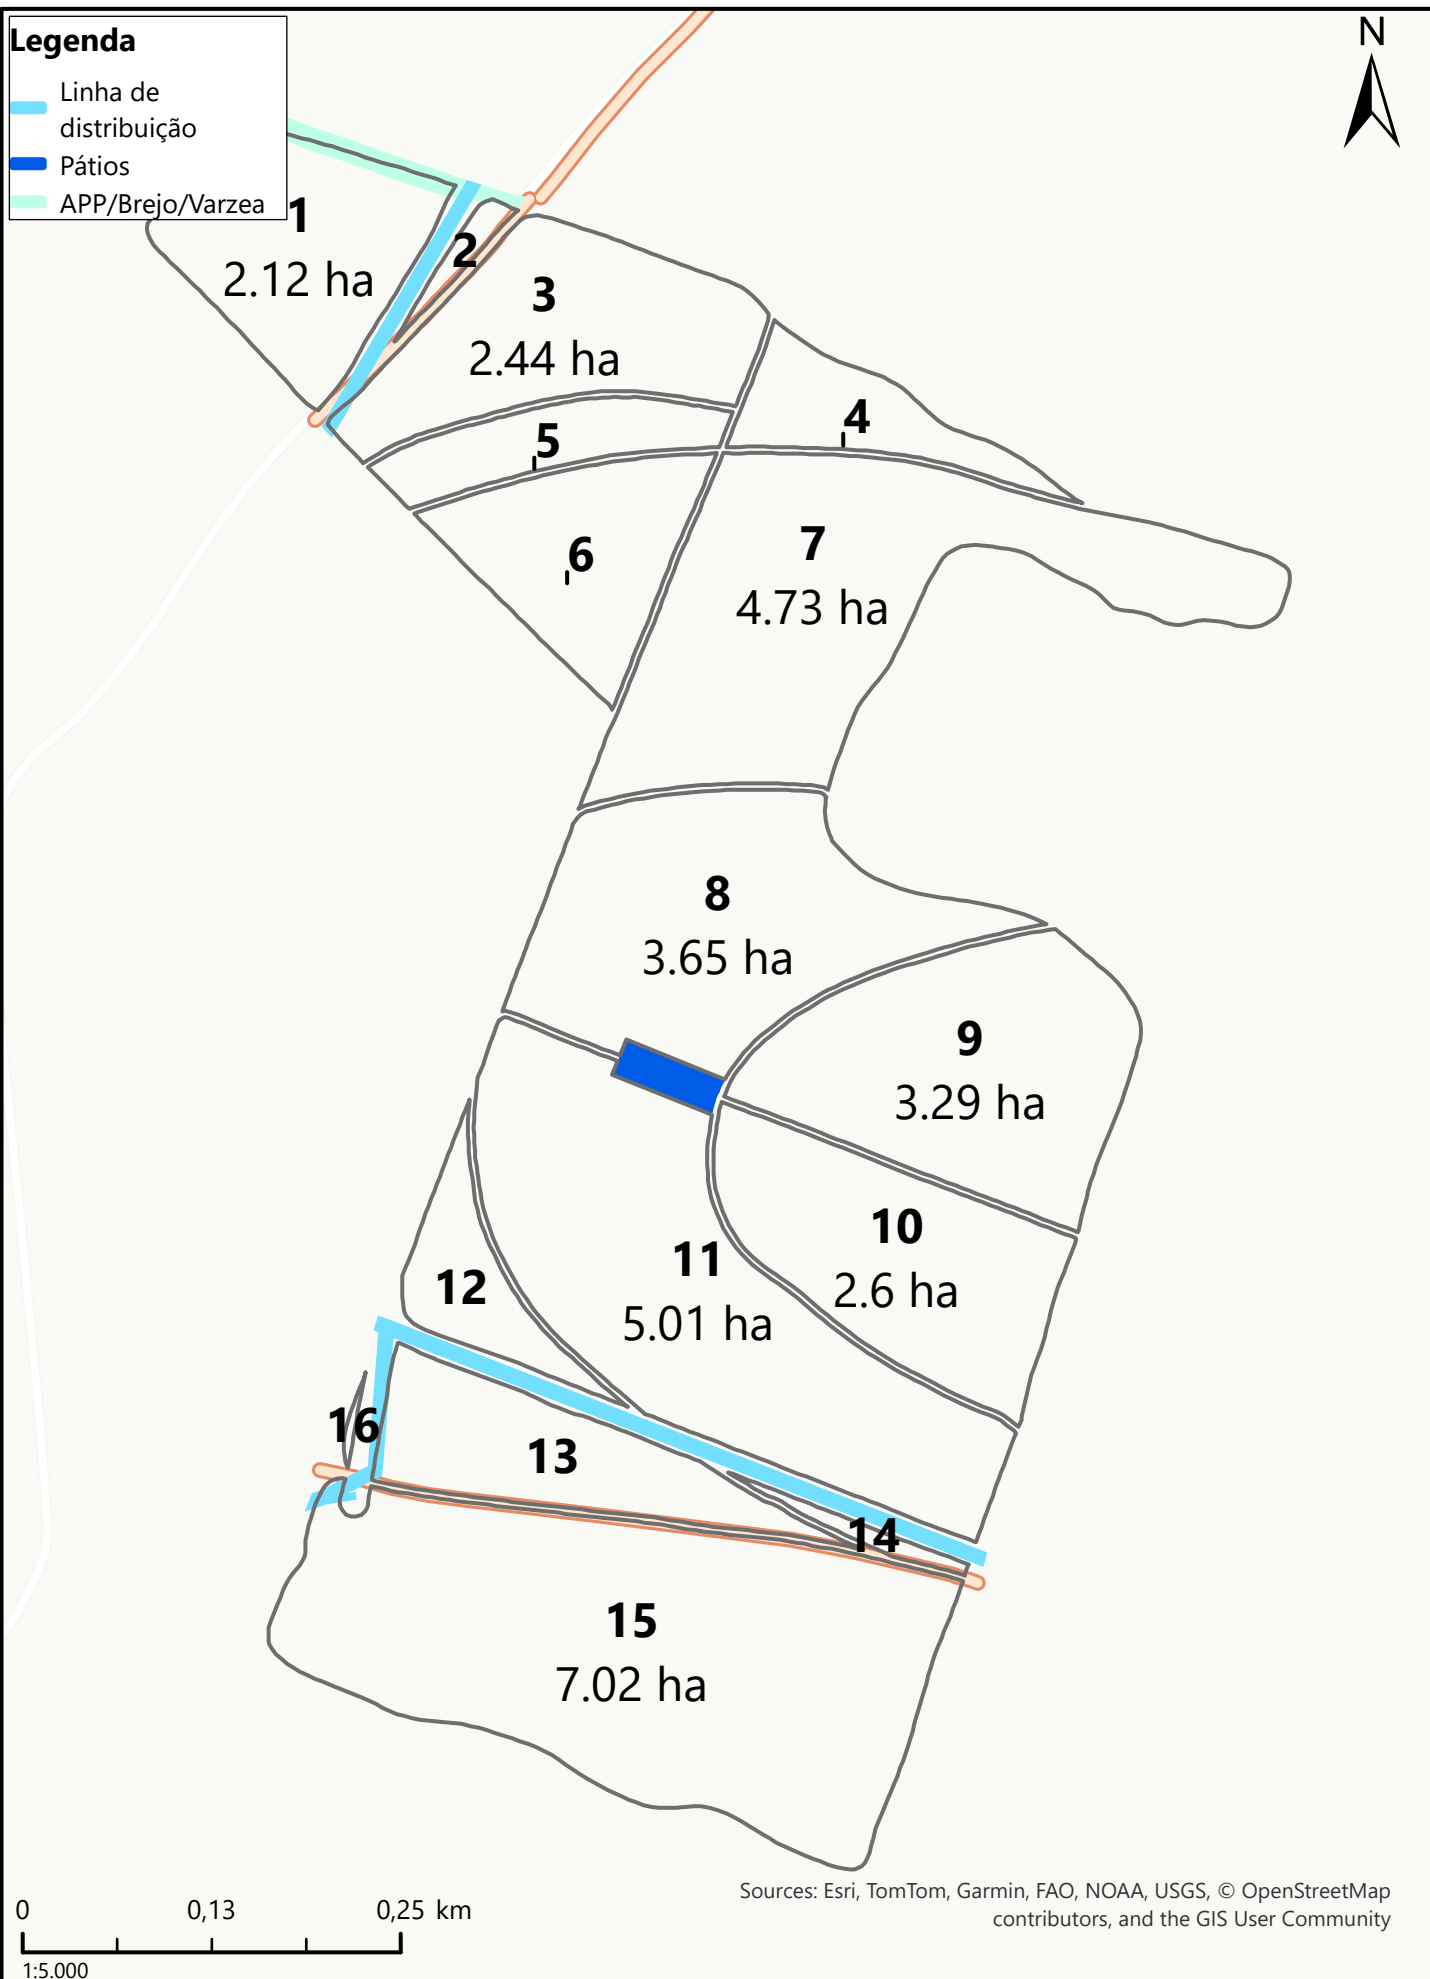 Legenda
Linha de
distribuição
Pátios
APP/Brejo/Varzea
N
1
2.12 ha
2
3
2.44 ha
4
5
6
7
4.73 ha
8
3.65 ha
9
3.29 ha
10
2.6 ha
11
5.01 ha
12
13
14
15
7.02 ha
16
0 0,13 0,25 km
1:5.000
Sources: Esri, TomTom, Garmin, FAO, NOAA, USGS, © OpenStreetMap
contributors, and the GIS User Community